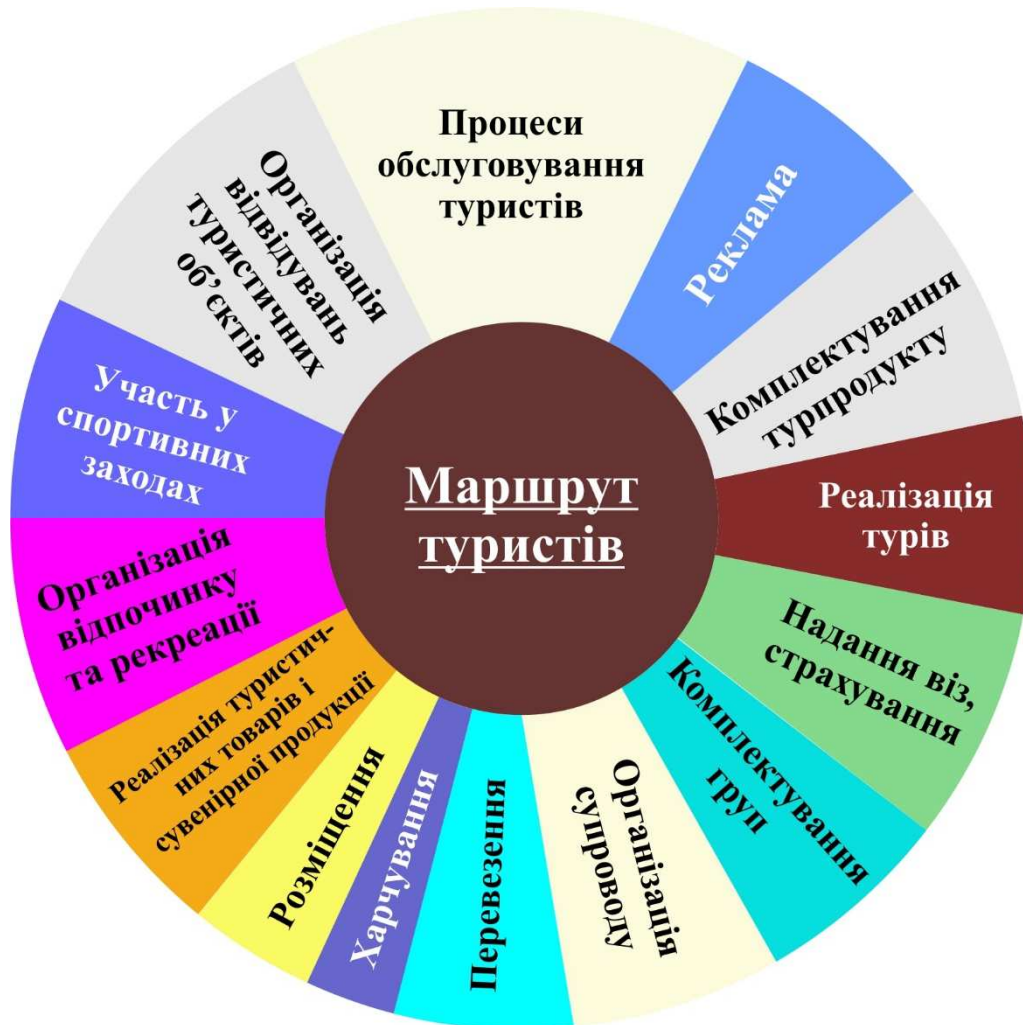 Процеси
обслуговування
туристів
Реклама
Комплектування
турпродукту
Реалізація
турів
Надання віз,
страхування
Комплектування
груп
Організація
супроводу
Перевезення
Харчування
Розміщення
Реалізація туристич-
них товарів і
сувенірної продукції
Організація
відпочинку
та рекреації
Участь у
спортивних
заходах
Організація
відвідувань
туристичних
об’єктів
Маршрут
туристів